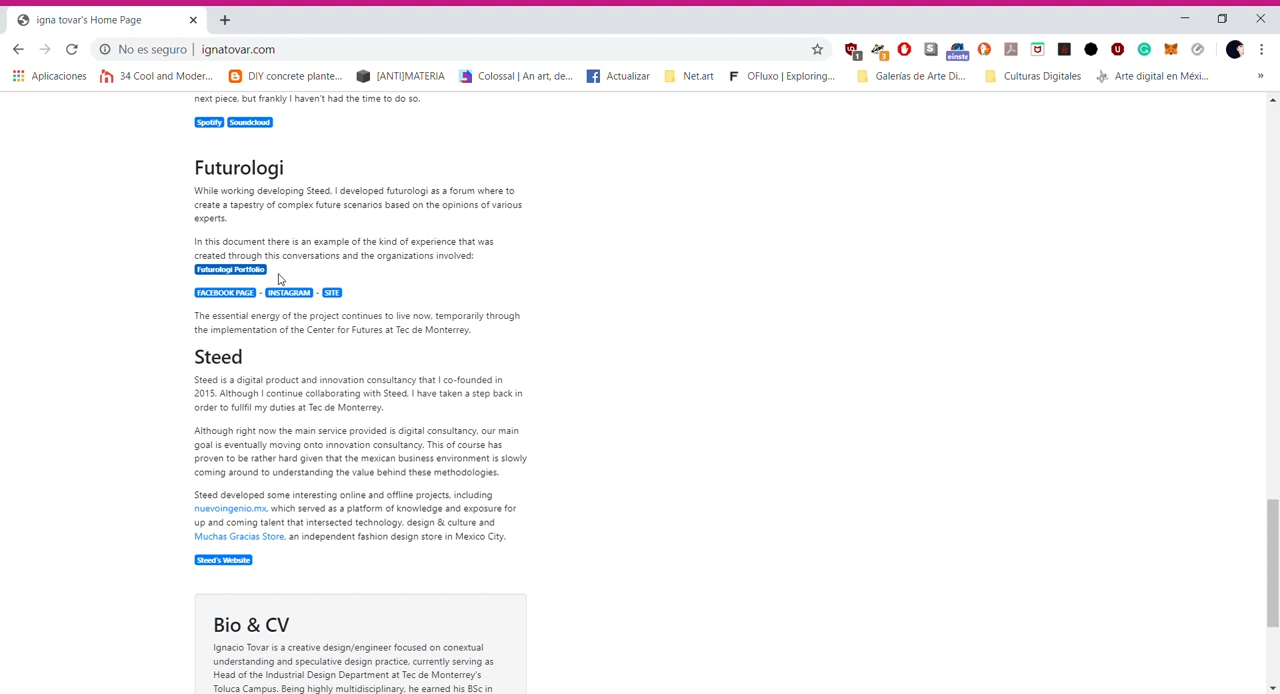 igna tovar's Home Page
No es seguro | ignatovar.com
einste
1
3
Aplicaciones
34 Cool and Moder...
DIY concrete plante...
[ANTI]MATERIA
Colossal | An art, de...
Actualizar
Net.art
OFluxo | Exploring...
Galerías de Arte Di...
Culturas Digitales
Arte digital en Méxi...
»
next piece, but frankly I haven't had the time to do so.
Spotify Soundcloud
Futurologi
While working developing Steed, I developed futurologi as a forum where to
create a tapestry of complex future scenarios based on the opinions of various
experts.
In this document there is an example of the kind of experience that was
created through this conversations and the organizations involved:
Futurologi Portfolio
FACEBOOK PAGE - INSTAGRAM - SITE
The essential energy of the project continues to live now, temporarily through
the implementation of the Center for Futures at Tec de Monterrey.
Steed
Steed is a digital product and innovation consultancy that I co-founded in
2015. Although I continue collaborating with Steed, I have taken a step back in
order to fullfil my duties at Tec de Monterrey.
Although right now the main service provided is digital consultancy, our main
goal is eventually moving onto innovation consultancy. This of course has
proven to be rather hard given that the mexican business environment is slowly
coming around to understanding the value behind these methodologies.
Steed developed some interesting online and offline projects, including
nuevoingenio.mx, which served as a platform of knowledge and exposure for
up and coming talent that intersected technology, design & culture and
Muchas Gracias Store, an independent fashion design store in Mexico City.
Steed's Website
Bio & CV
Ignacio Tovar is a creative design/engineer focused on conextual
understanding and speculative design practice, currently serving as
Head of the Industrial Design Department at Tec de Monterrey's
Toluca Campus. Being highly multidisciplinary, he earned his BSc in